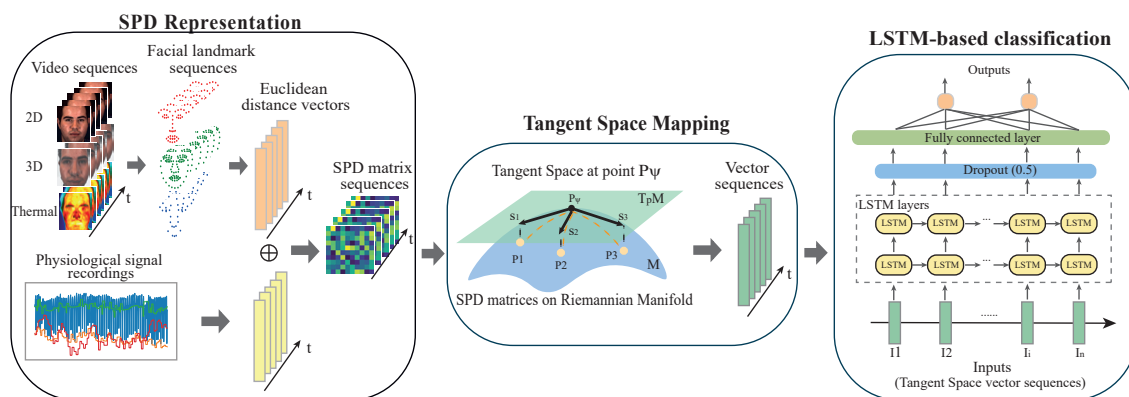 SPD Representation
Video sequences
Facial landmark
sequences
2D
3D
Thermal
t
Euclidean
distance vectors
t
SPD matrix
sequences
t
Physiological signal
recordings
t
Tangent Space Mapping
Tangent Space at point Pψ
Pψ
TpM
S1
S2
S3
P1
P2
P3
M
SPD matrices on Riemannian Manifold
Vector
sequences
t
LSTM-based classification
Outputs
Fully connected layer
Dropout (0.5)
LSTM layers
LSTM LSTM ... LSTM LSTM
LSTM LSTM ... LSTM LSTM
......
I1 I2 Ii In
Inputs
(Tangent Space vector sequences)